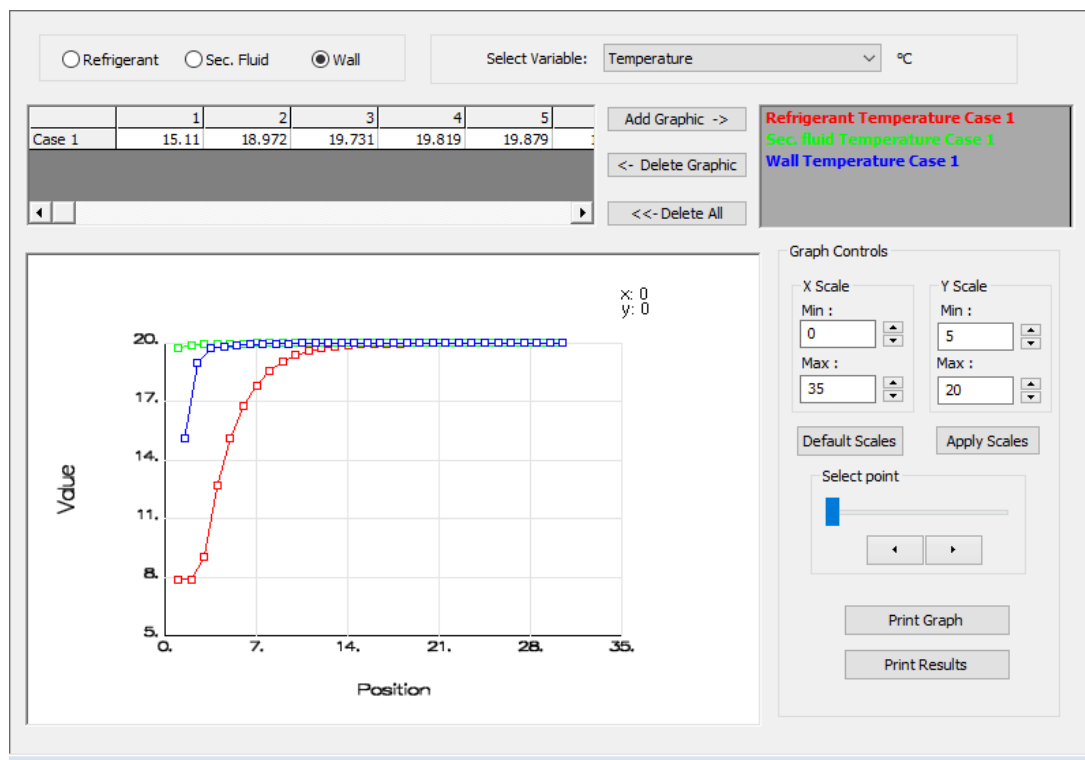 Refrigerant Sec. Fluid Wall
Select Variable: Temperature ºC
1 2 3 4 5
Case 1 15.11 18.972 19.731 19.819 19.879
Add Graphic ->
<- Delete Graphic
<<- Delete All
Refrigerant Temperature Case 1
Sec. fluid Temperature Case 1
Wall Temperature Case 1
x: 0
y: 0
20.
17.
14.
11.
8.
5.
Value
0. 7. 14. 21. 28. 35.
Position
Graph Controls
X Scale
Min :
0
Max :
35
Y Scale
Min :
5
Max :
20
Default Scales
Apply Scales
Select point
Print Graph
Print Results